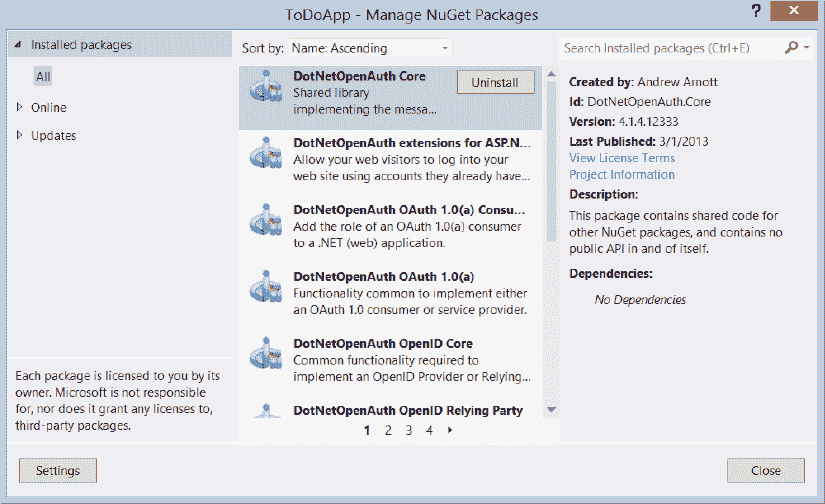 ToDoApp - Manage NuGet Packages
?
Installed packages
All
Online
Updates
Each package is licensed to you by its
owner. Microsoft is not responsible
for, nor does it grant any licenses to,
third-party packages.
Sort by: Name: Ascending
DotNetOpenAuth Core
Uninstall
Shared library
implementing the messa...
DotNetOpenAuth extensions for ASP.N...
Allow your web visitors to log into your
web site using accounts they already have...
DotNetOpenAuth OAuth 1.0(a) Consu...
Add the role of an OAuth 1.0(a) consumer
to a .NET (web) application.
DotNetOpenAuth OAuth 1.0(a)
Functionality common to implement either
an OAuth 1.0 consumer or service provider.
DotNetOpenAuth OpenID Core
Common functionality required to
implement an OpenID Provider or Relying...
DotNetOpenAuth OpenID Relying Party
1 2 3 4
Search Installed packages (Ctrl+E)
Created by: Andrew Arnott
Id: DotNetOpenAuth.Core
Version: 4.1.4.12333
Last Published: 3/1/2013
View License Terms
Project Information
Description:
This package contains shared code for
other NuGet packages, and contains no
public API in and of itself.
Dependencies:
No Dependencies
Settings
Close